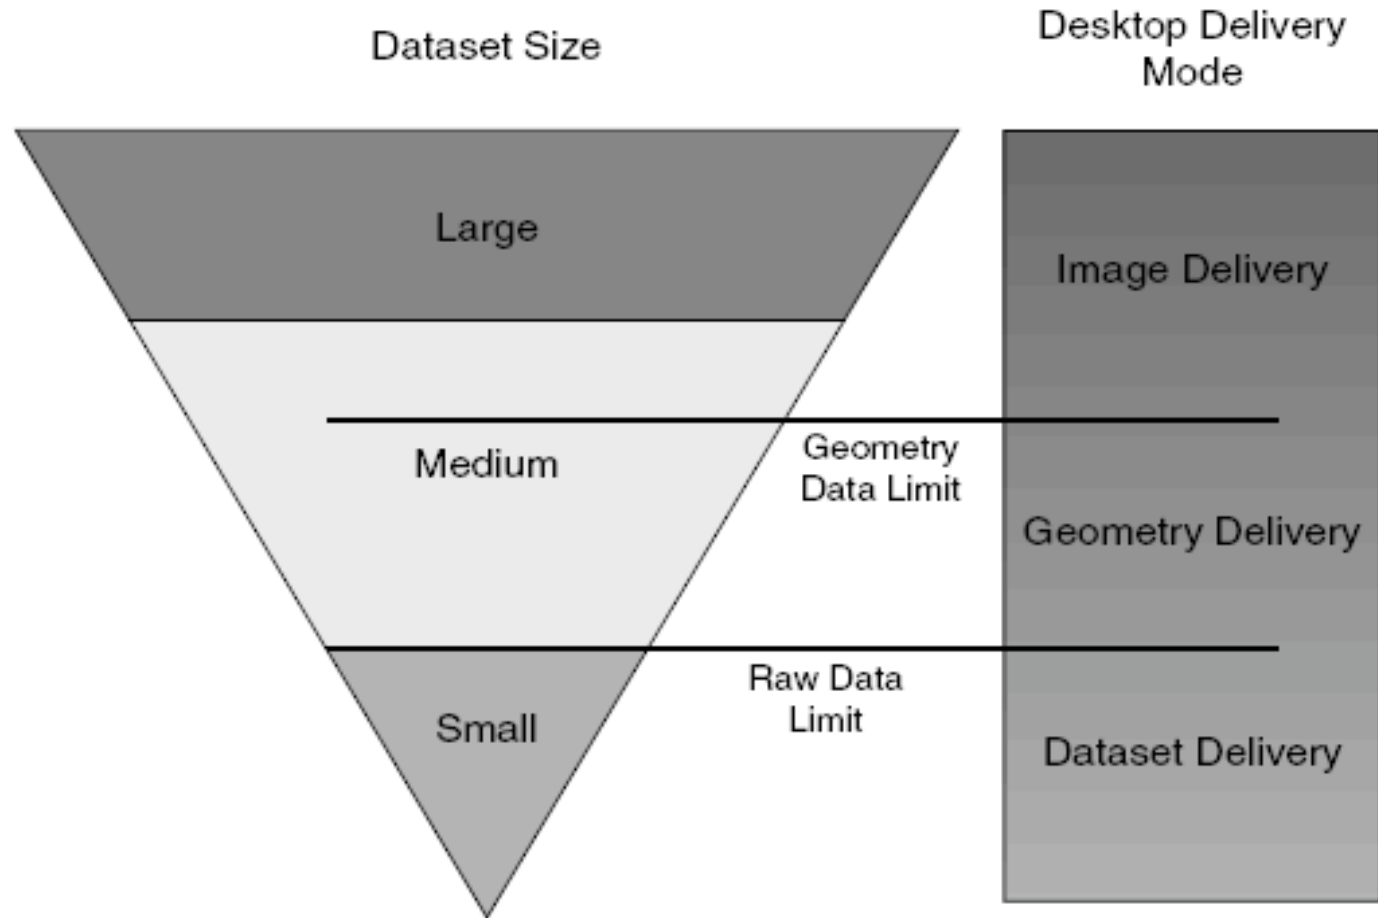 Dataset Size
Desktop Delivery
Mode
Large
Image Delivery
Medium
Geometry
Data Limit
Geometry Delivery
Small
Raw Data
Limit
Dataset Delivery